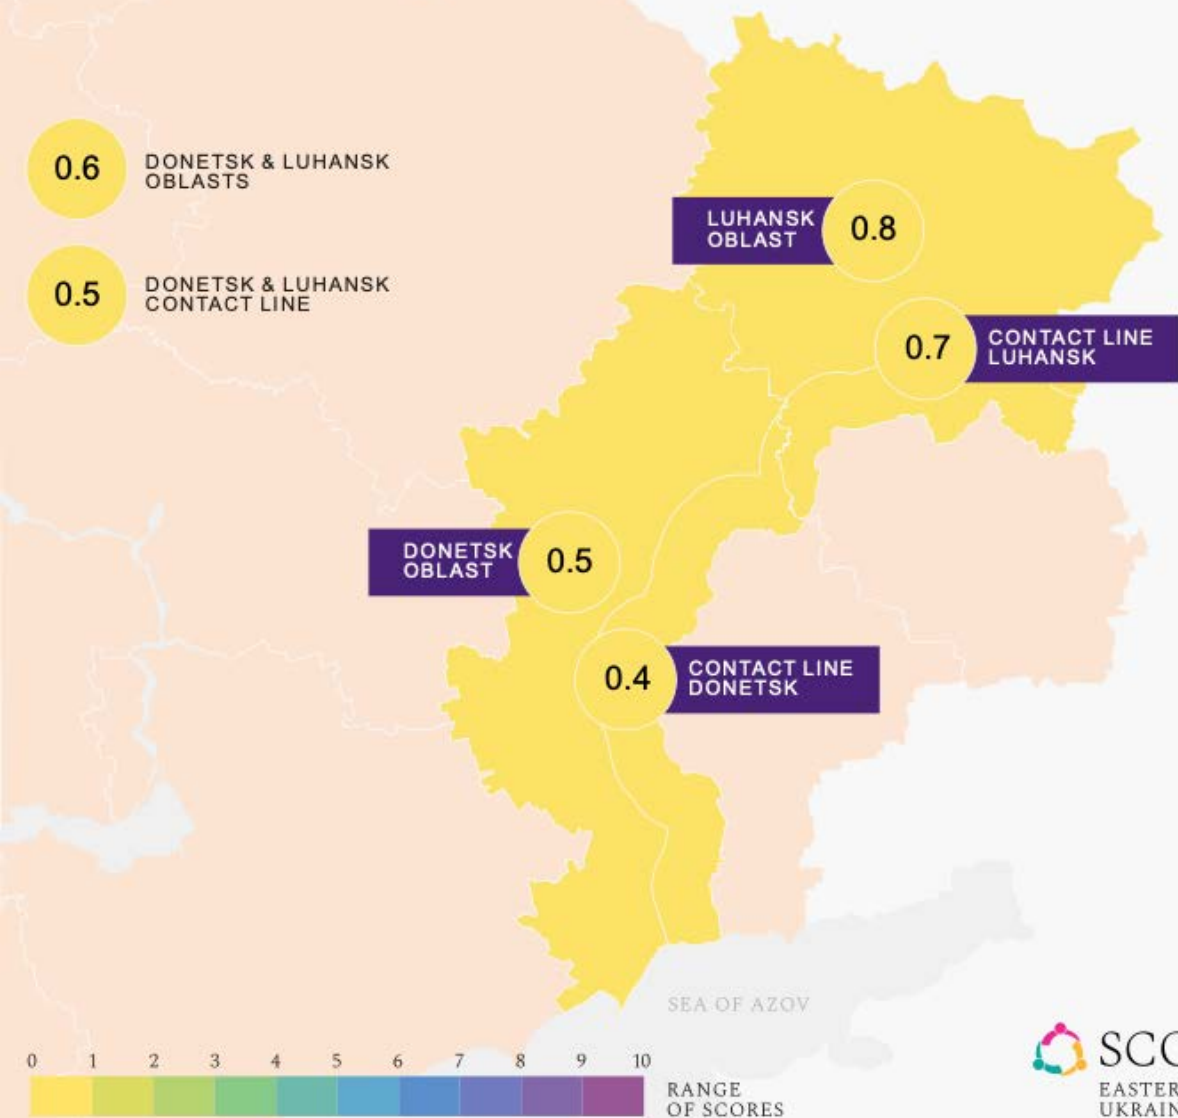 0.6
DONETSK & LUHANSK
OBLASTS
0.5
DONETSK & LUHANSK
CONTACT LINE
LUHANSK
OBLAST
0.8
0.7
CONTACT LINE
LUHANSK
DONETSK
OBLAST
0.5
0.4
CONTACT LINE
DONETSK
SEA OF AZOV
0 1 2 3 4 5 6 7 8 9 10
RANGE
OF SCORES